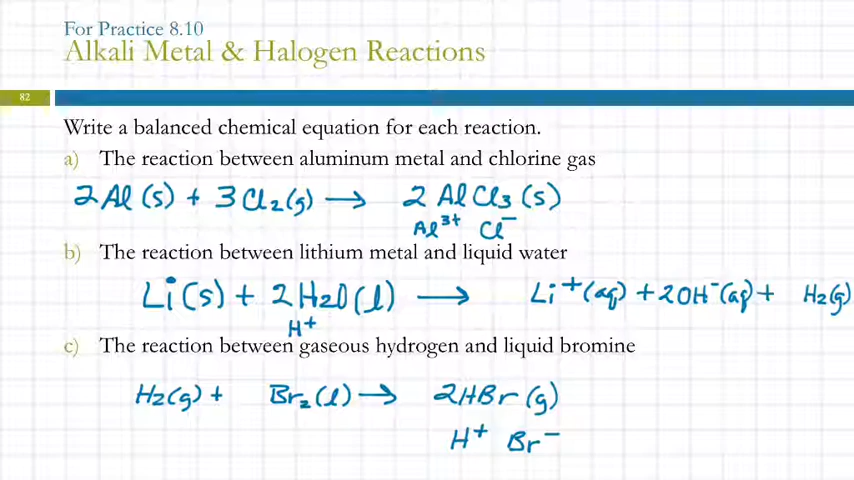 For Practice 8.10
Alkali Metal & Halogen Reactions
82
Write a balanced chemical equation for each reaction.
a) The reaction between aluminum metal and chlorine gas
2Al(s) + 3Cl2(g) → 2AlCl3(s)
Al3+ Cl−
b) The reaction between lithium metal and liquid water
Li(s) + 2H2O(l) → Li+(aq) + 2OH−(aq) + H2(g)
H+
c) The reaction between gaseous hydrogen and liquid bromine
H2(g) + Br2(l) → 2HBr(g)
H+ Br−